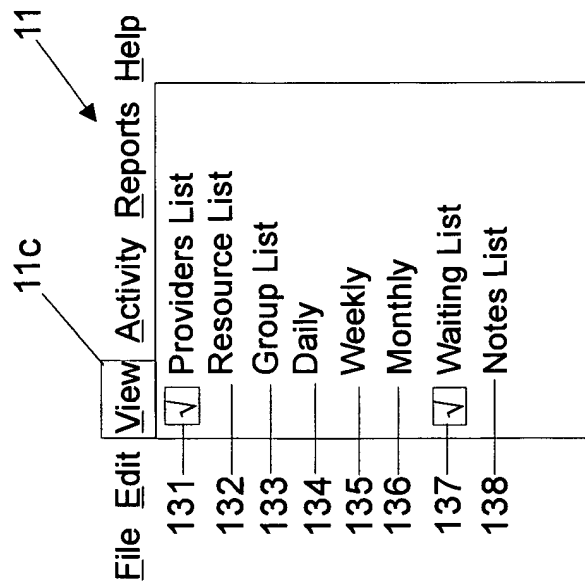 11
11c
File Edit View Activity Reports Help
131 √ Providers List
132 Resource List
133 Group List
134 Daily
135 Weekly
136 Monthly
137 √ Waiting List
138 Notes List